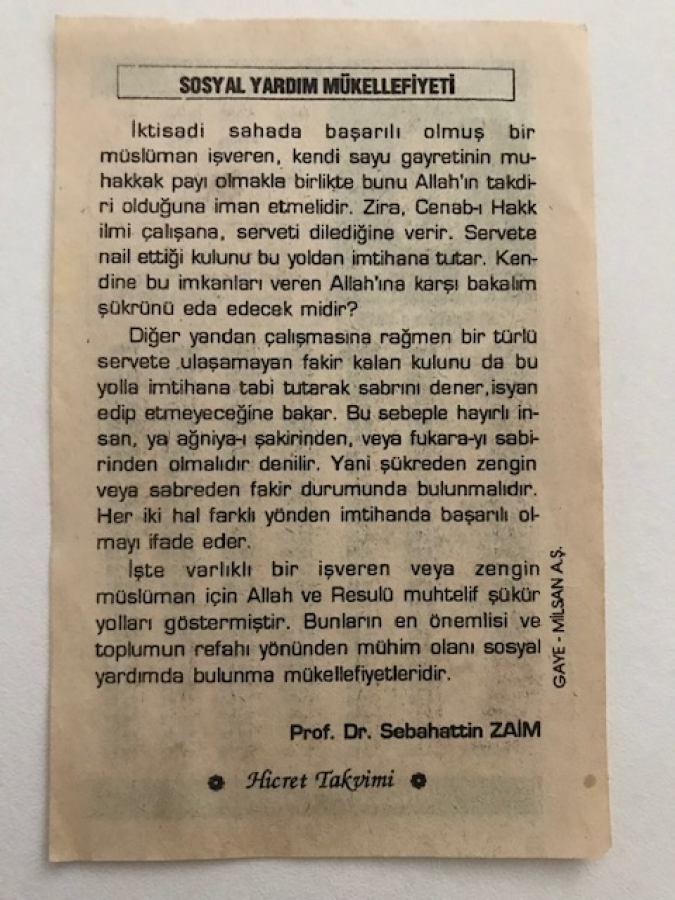 SOSYAL YARDIM MÜKELLEFİYETİ
İktisadi sahada başarılı olmuş bir
müslüman işveren, kendi sayu gayretinin mu-
hakkak payı olmakla birlikte bunu Allah'ın takdi-
ri olduğuna iman etmelidir. Zira, Cenab-ı Hakk
ilmi çalışana, serveti dilediğine verir. Servete
nail ettiği kulunu bu yoldan imtihana tutar. Ken-
dine bu imkanları veren Allah'ına karşı bakalım
şükrünü eda edecek midir?
Diğer yandan çalışmasına rağmen bir türlü
servete ulaşamayan fakir kalan kulunu da bu
yolla imtihana tabi tutarak sabrını dener,isyan
edip etmeyeceğine bakar. Bu sebeple hayırlı in-
san, ya ağniya-ı şakirinden, veya fukara-yı sabi-
rinden olmalıdır denilir. Yani şükreden zengin
veya sabreden fakir durumunda bulunmalıdır.
Her iki hal farklı yönden imtihanda başarılı ol-
mayı ifade eder.
İşte varlıklı bir işveren veya zengin
müslüman için Allah ve Resulü muhtelif şükür
yolları göstermiştir. Bunların en önemlisi ve
toplumun refahı yönünden mühim olanı sosyal
yardımda bulunma mükellefiyetleridir.
Prof. Dr. Sebahattin ZAİM
Hicret Takvimi
GAYE - MİLSAN A.Ş.